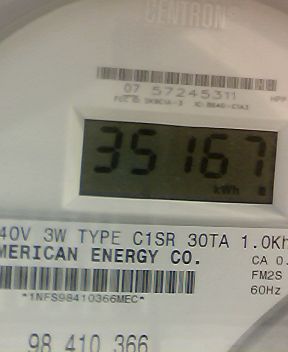 CENTRON®
07 57245311
35167
kWh
40V 3W TYPE C1SR 30TA 1.0Kh
MERICAN ENERGY CO.
CA 0.
FM2S
60Hz
*1NFS98410366MEC*
98 410 366